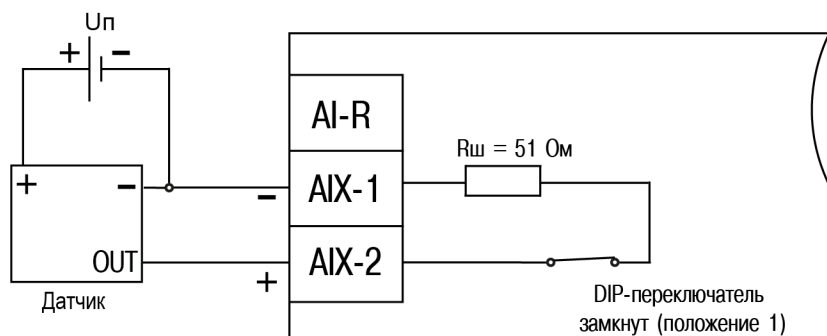 Uп
+ −
AI-R
Rш = 51 Ом
+ −
− AIX-1
OUT
+ AIX-2
Датчик
DIP-переключатель
замкнут (положение 1)